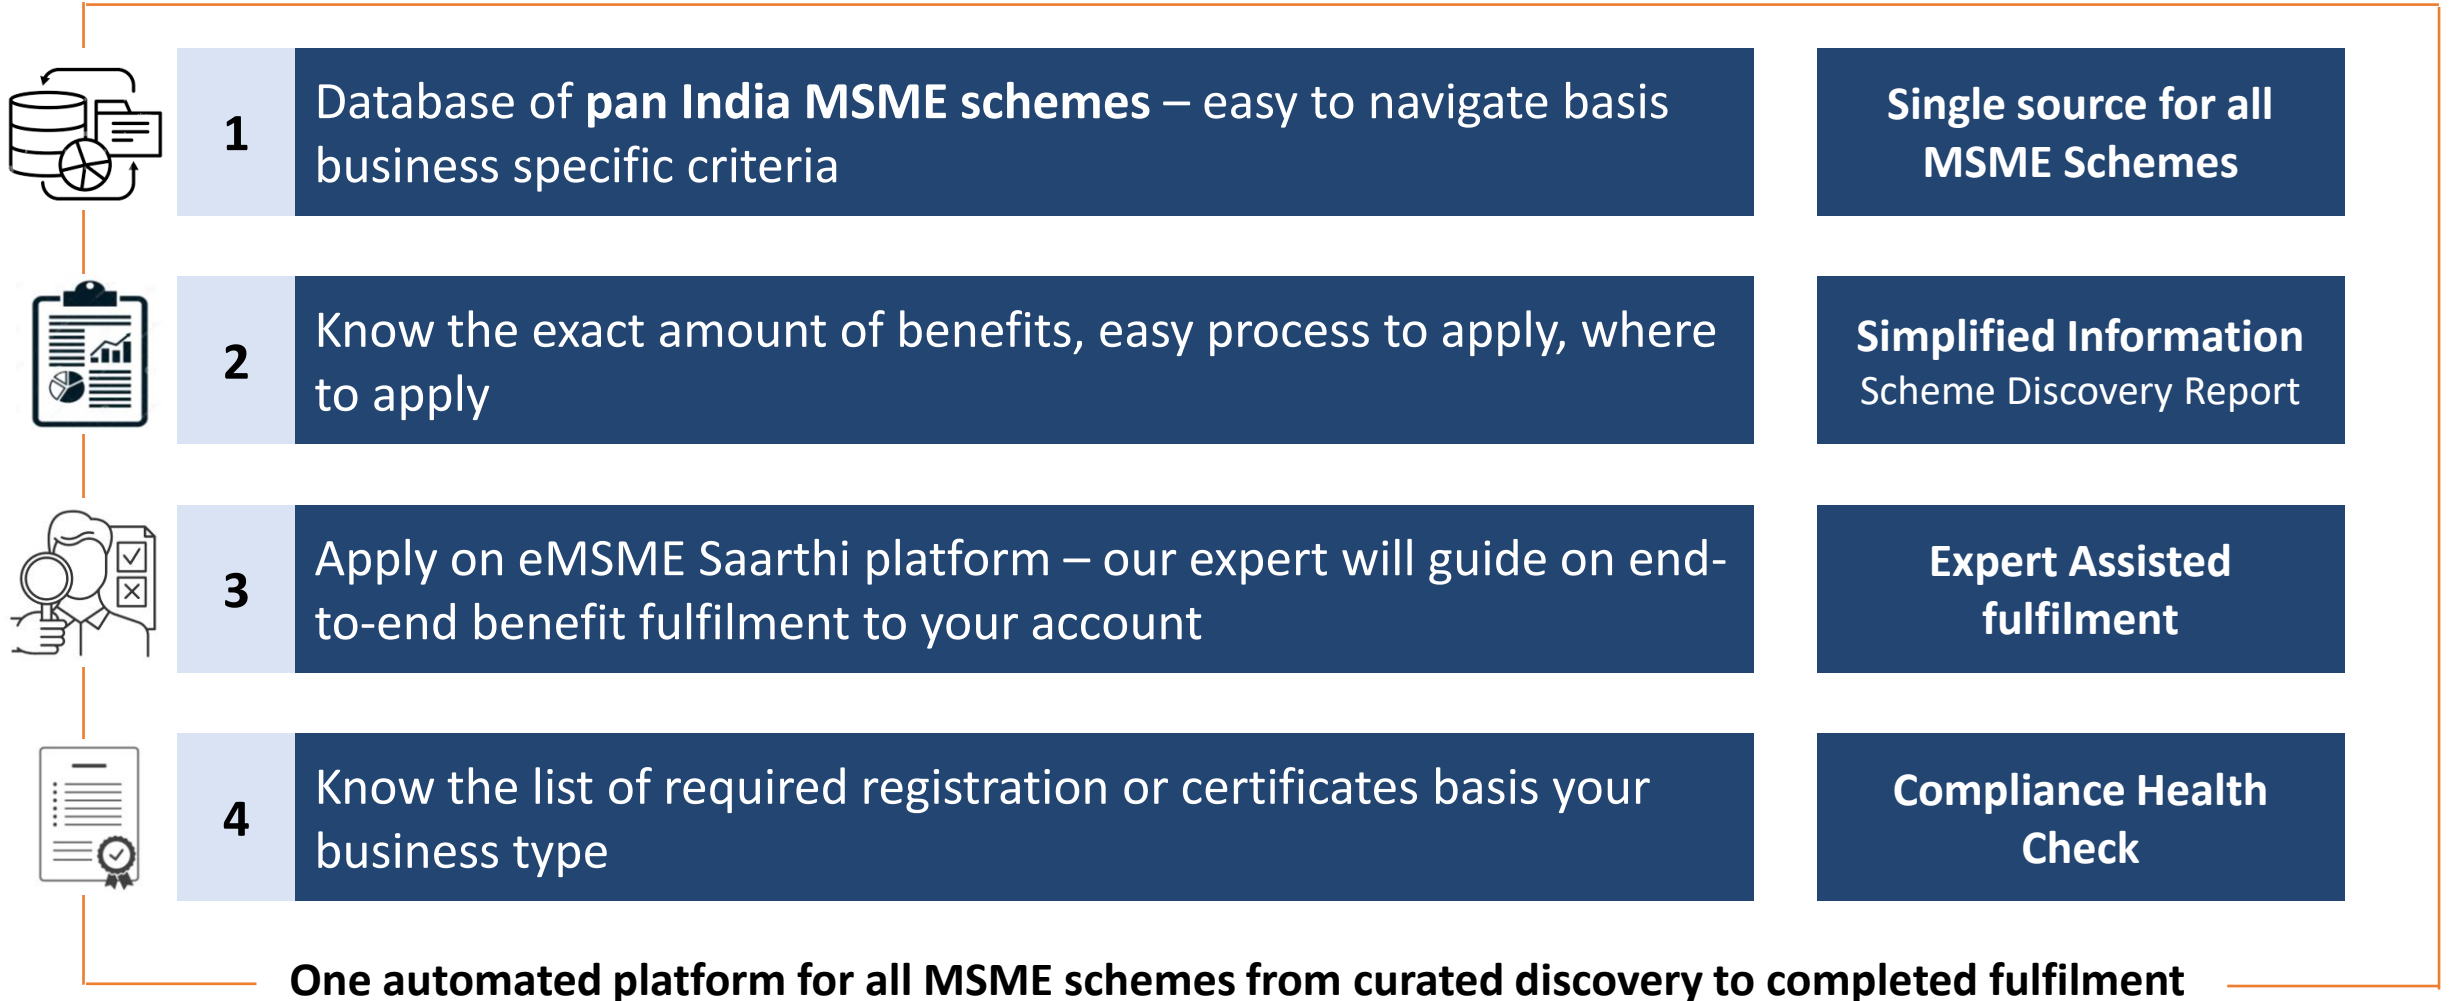 1
Database of pan India MSME schemes – easy to navigate basis
business specific criteria
Single source for all
MSME Schemes
2
Know the exact amount of benefits, easy process to apply, where
to apply
Simplified Information
Scheme Discovery Report
3
Apply on eMSME Saarthi platform – our expert will guide on end-
to-end benefit fulfilment to your account
Expert Assisted
fulfilment
4
Know the list of required registration or certificates basis your
business type
Compliance Health
Check
One automated platform for all MSME schemes from curated discovery to completed fulfilment